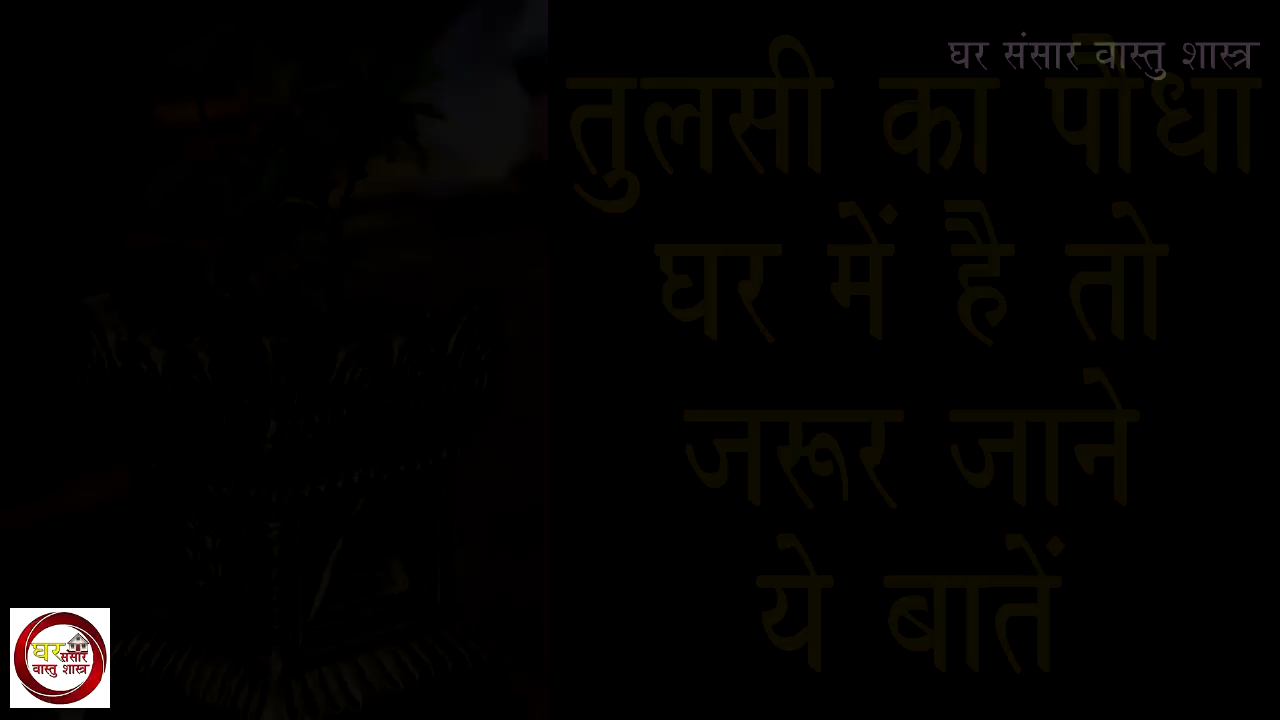 घर संसार वास्तु शास्त्र
तुलसी का पौधा
घर में है तो
जरूर जाने
ये बातें
घर
संसार
वास्तु शास्त्र